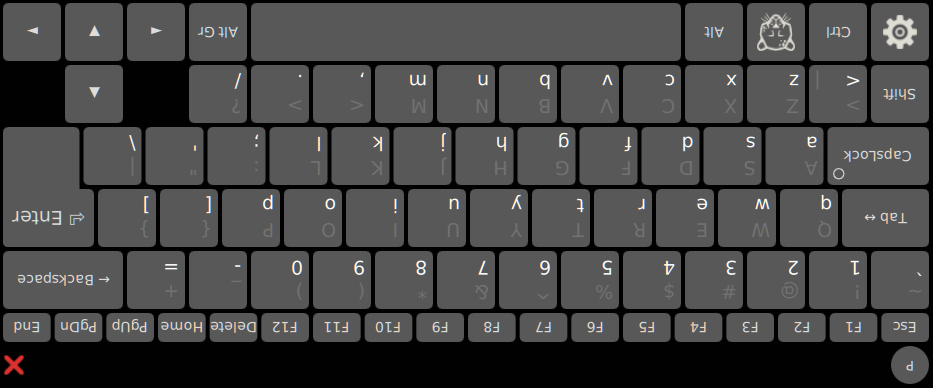 P
Esc F1 F2 F3 F4 F5 F6 F7 F8 F9 F10 F11 F12 Delete Home PgUp PgDn End
~ ! @ # $ % ^ & * ( ) _ +
` 1 2 3 4 5 6 7 8 9 0 - = ← Backspace
Q W E R T Y U I O P { }
Tab ↔ q w e r t y u i o p [ ] ⏎ Enter
A S D F G H J K L : " |
CapsLock a s d f g h j k l ; ' \
> Z X C V B N M < > ?
Shift < | z x c v b n m , . / ▼
Ctrl Alt Alt Gr ◄ ▼ ►